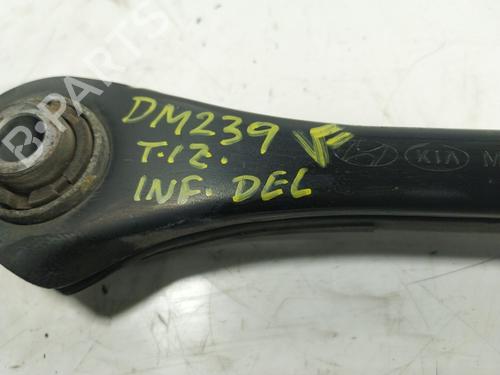 B-PARTS
DM239
T.IZ.
INF. DEL
KIA M